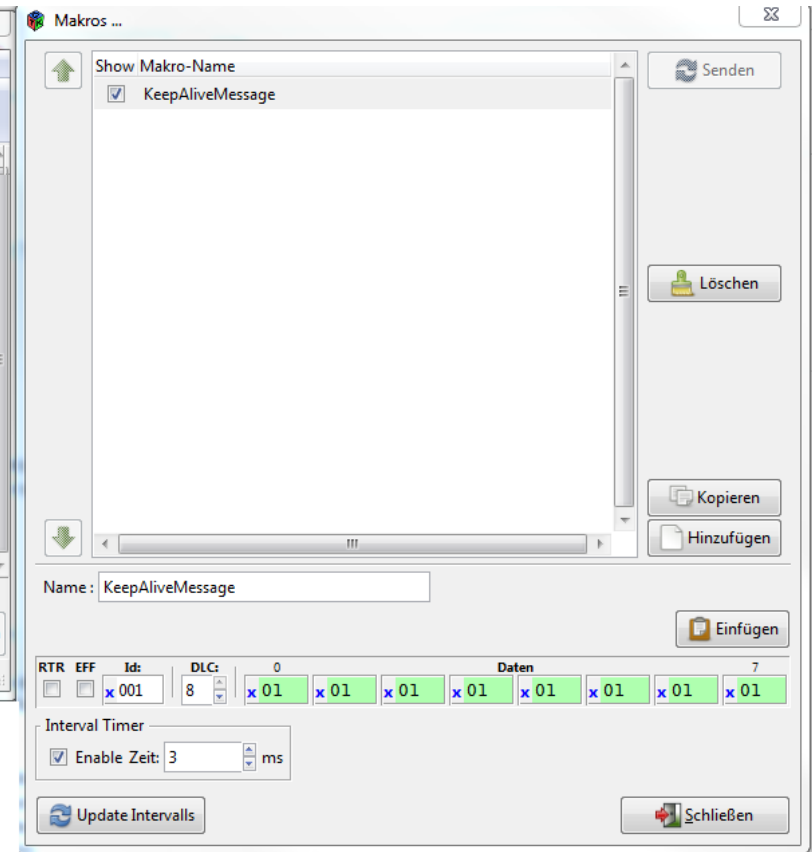 Makros ...
Show Makro-Name
KeepAliveMessage
Senden
Löschen
Kopieren
Hinzufügen
Name : KeepAliveMessage
Einfügen
RTR EFF Id: DLC: 0 Daten 7
x 001 8 x 01 x 01 x 01 x 01 x 01 x 01 x 01 x 01
Interval Timer
Enable Zeit: 3 ms
Update Intervalls
Schließen